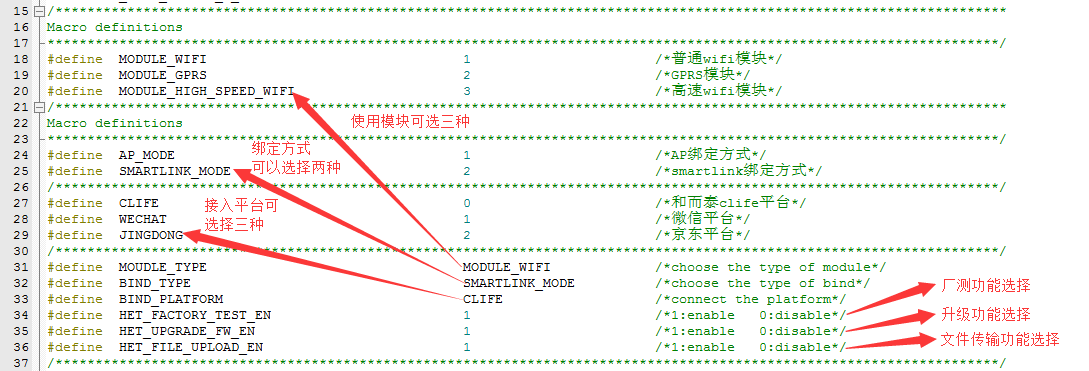 15 /************************************************************************************************************************
16 Macro definitions
17 ************************************************************************************************************************/
18 #define MODULE_WIFI 1 /*普通wifi模块*/
19 #define MODULE_GPRS 2 /*GPRS模块*/
20 #define MODULE_HIGH_SPEED_WIFI 3 /*高速wifi模块*/
21 /************************************************************************************************************************
使用模块可选三种
22 Macro definitions
23 ************************************************************************************************************************/
绑定方式
可以选择两种
24 #define AP_MODE 1 /*AP绑定方式*/
25 #define SMARTLINK_MODE 2 /*smartlink绑定方式*/
26 /***********************************************************************************************************************/
接入平台可
选择三种
27 #define CLIFE 0 /*和而泰clife平台*/
28 #define WECHAT 1 /*微信平台*/
29 #define JINGDONG 2 /*京东平台*/
30 /***********************************************************************************************************************/
31 #define MOUDLE_TYPE MODULE_WIFI /*choose the type of module*/
32 #define BIND_TYPE SMARTLINK_MODE /*choose the type of bind*/
33 #define BIND_PLATFORM CLIFE /*connect the platform*/
厂测功能选择
34 #define HET_FACTORY_TEST_EN 1 /*1:enable 0:disable*/
升级功能选择
35 #define HET_UPGRADE_FW_EN 1 /*1:enable 0:disable*/
文件传输功能选择
36 #define HET_FILE_UPLOAD_EN 1 /*1:enable 0:disable*/
37 /***********************************************************************************************************************/